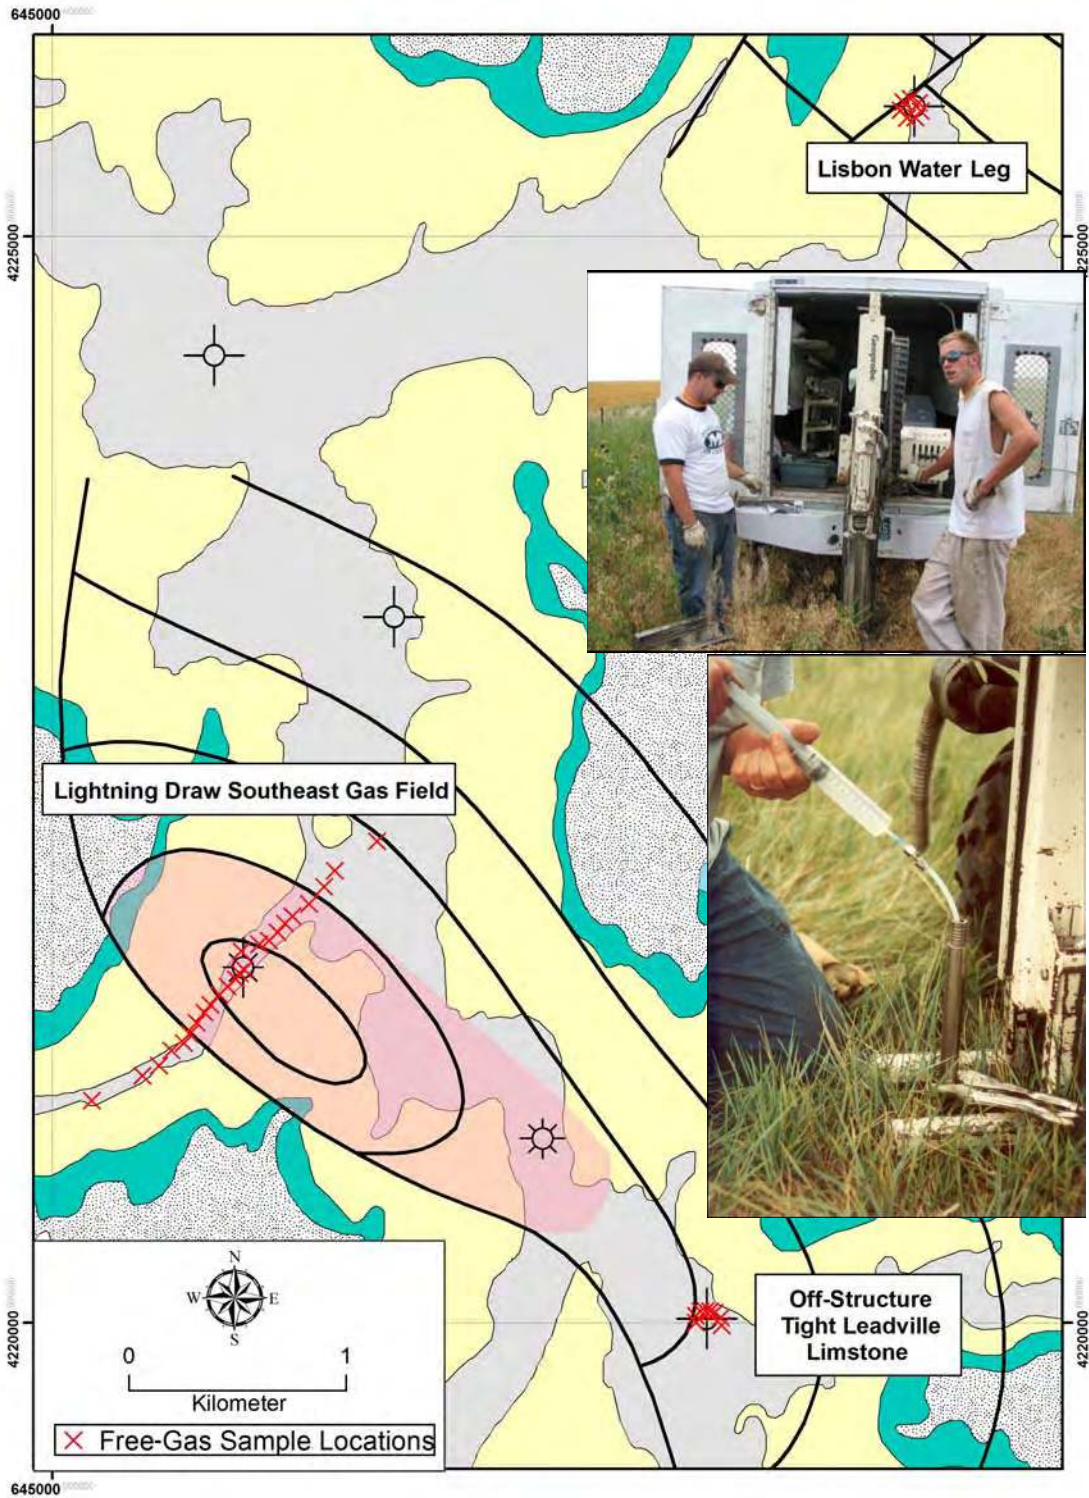 645000
4225000
4225000
Lisbon Water Leg
Geoprobe
Lightning Draw Southeast Gas Field
N
W E
S
0 1
Kilometer
Free-Gas Sample Locations
Off-Structure
Tight Leadville
Limstone
4220000
4220000
645000